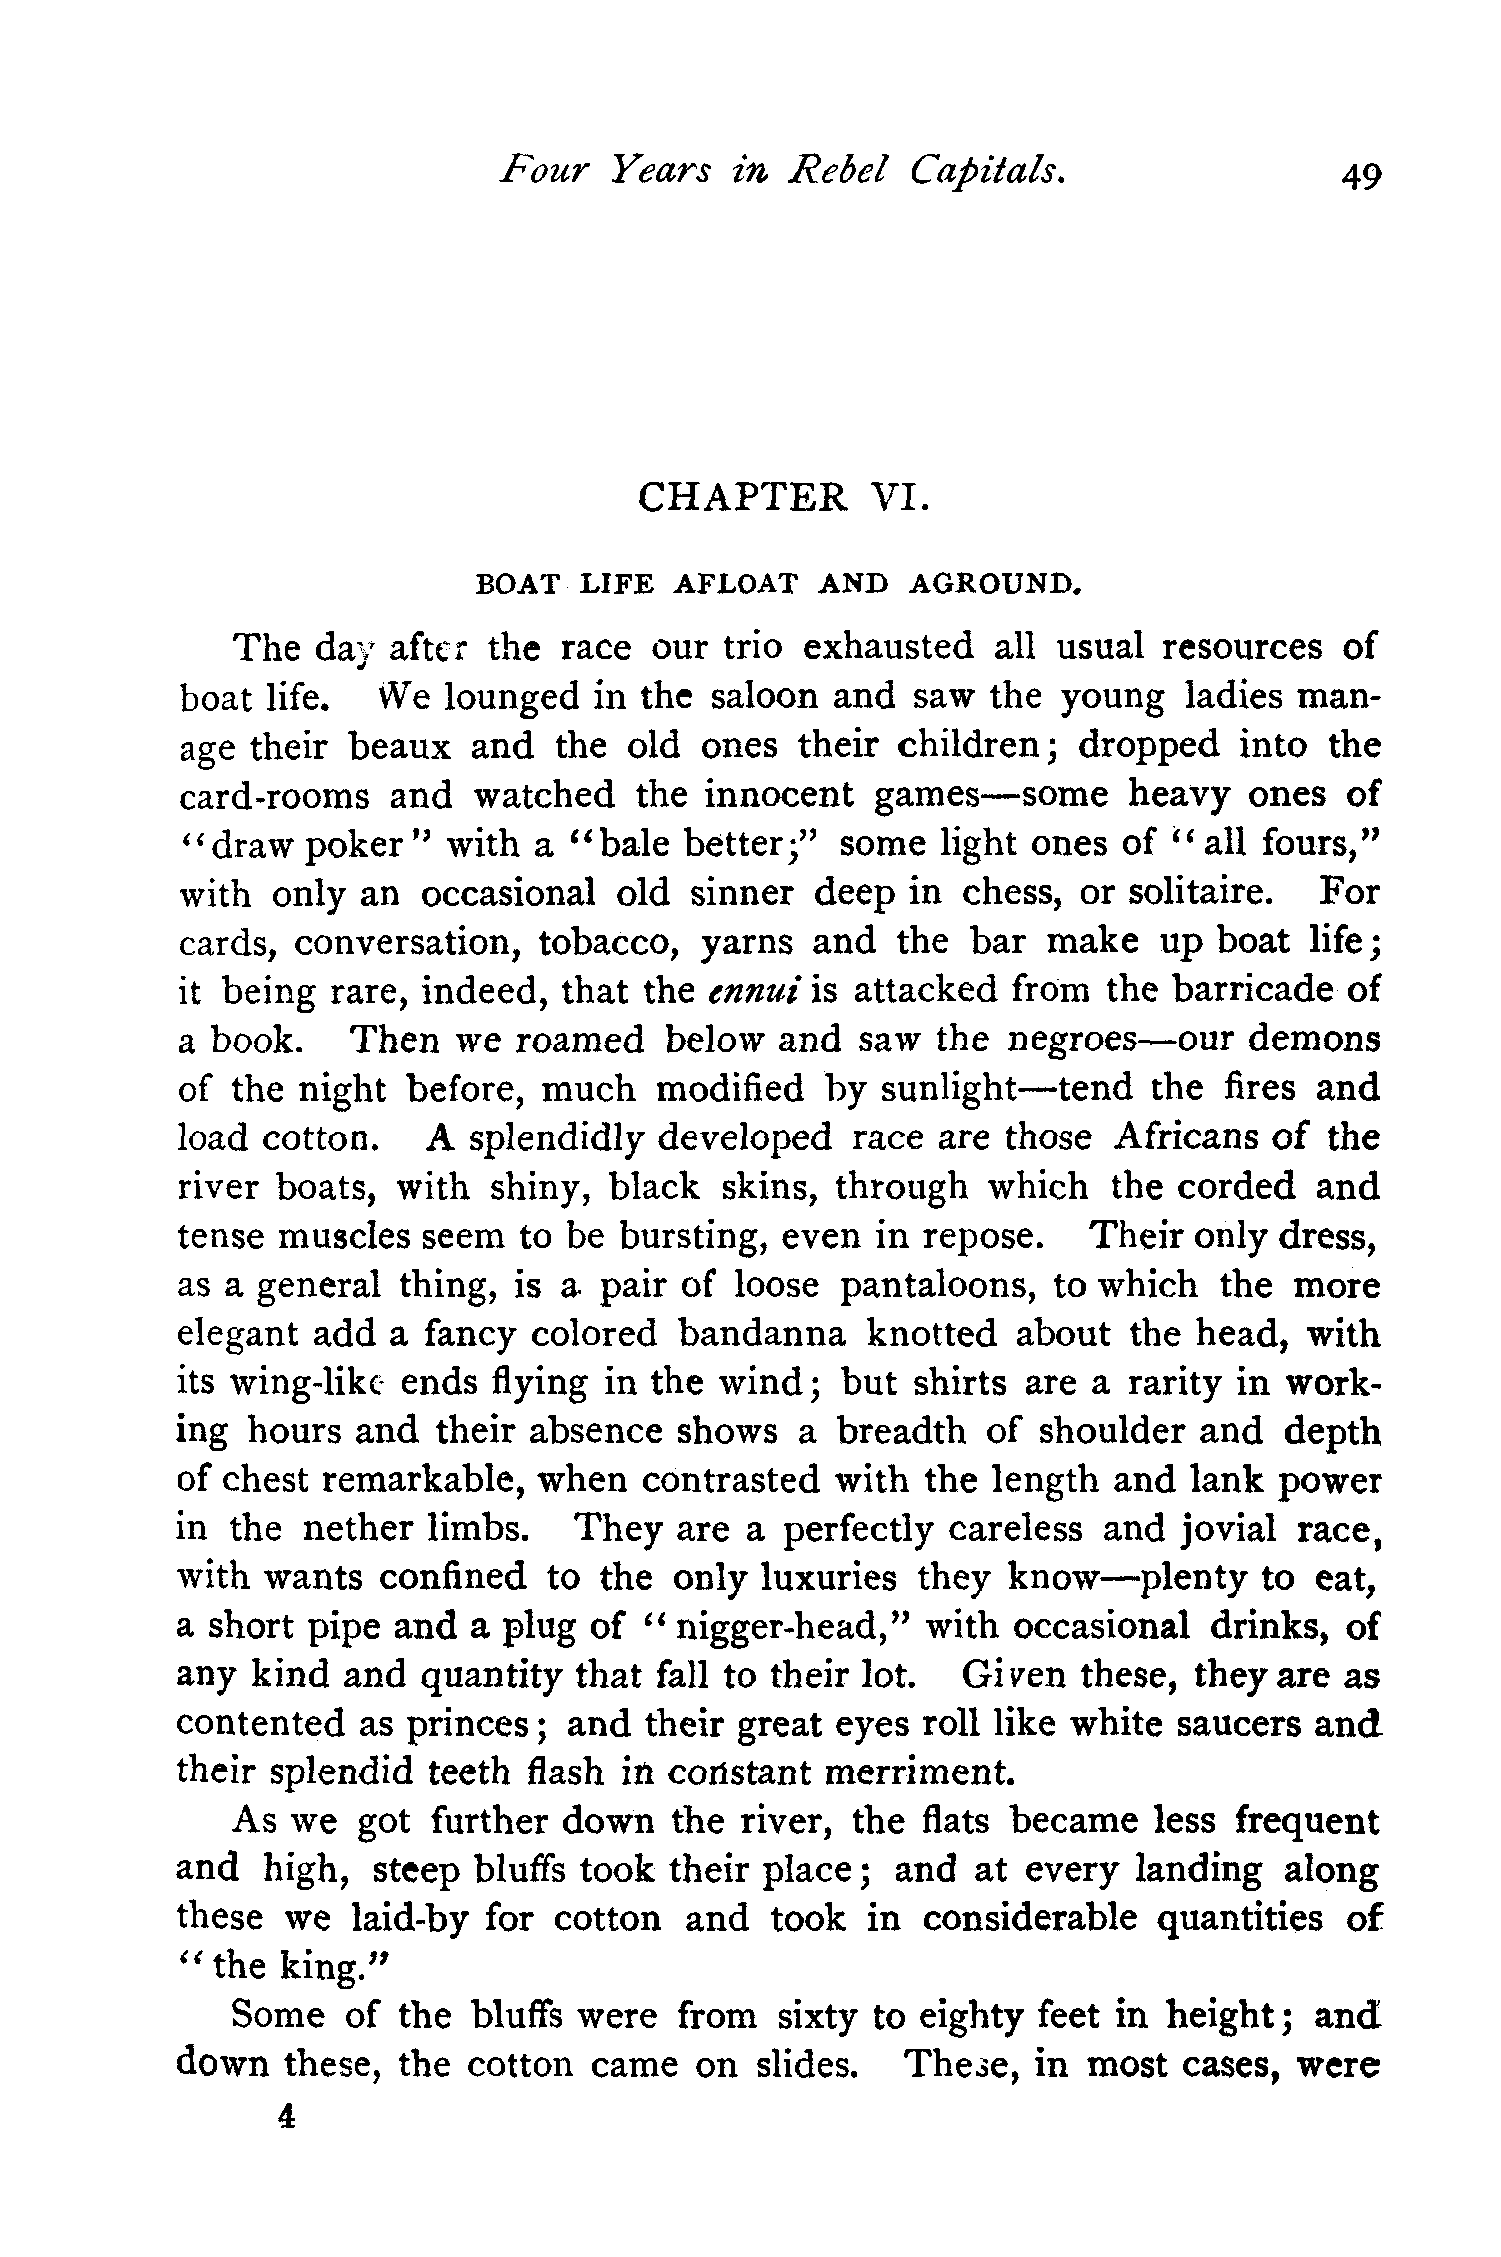 Four Years in Rebel Capitals. 49
CHAPTER VI.
BOAT LIFE AFLOAT AND AGROUND.
The day after the race our trio exhausted all usual resources of
boat life. We lounged in the saloon and saw the young ladies man-
age their beaux and the old ones their children; dropped into the
card-rooms and watched the innocent games—some heavy ones of
“draw poker” with a “bale better;” some light ones of “all fours,”
with only an occasional old sinner deep in chess, or solitaire. For
cards, conversation, tobacco, yarns and the bar make up boat life;
it being rare, indeed, that the ennui is attacked from the barricade of
a book. Then we roamed below and saw the negroes—our demons
of the night before, much modified by sunlight—tend the fires and
load cotton. A splendidly developed race are those Africans of the
river boats, with shiny, black skins, through which the corded and
tense muscles seem to be bursting, even in repose. Their only dress,
as a general thing, is a pair of loose pantaloons, to which the more
elegant add a fancy colored bandanna knotted about the head, with
its wing-like ends flying in the wind; but shirts are a rarity in work-
ing hours and their absence shows a breadth of shoulder and depth
of chest remarkable, when contrasted with the length and lank power
in the nether limbs. They are a perfectly careless and jovial race,
with wants confined to the only luxuries they know—plenty to eat,
a short pipe and a plug of “nigger-head,” with occasional drinks, of
any kind and quantity that fall to their lot. Given these, they are as
contented as princes; and their great eyes roll like white saucers and
their splendid teeth flash in constant merriment.
As we got further down the river, the flats became less frequent
and high, steep bluffs took their place; and at every landing along
these we laid-by for cotton and took in considerable quantities of
“the king.”
Some of the bluffs were from sixty to eighty feet in height; and
down these, the cotton came on slides. These, in most cases, were
4